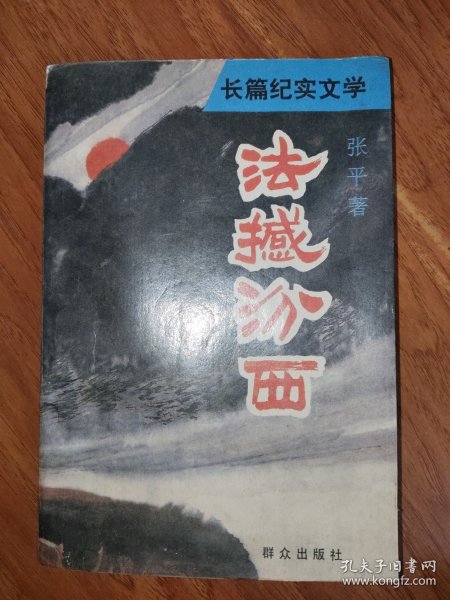 长篇纪实文学
法撼汾西
张平著
群众出版社
孔夫子旧书网
www.kongfz.com